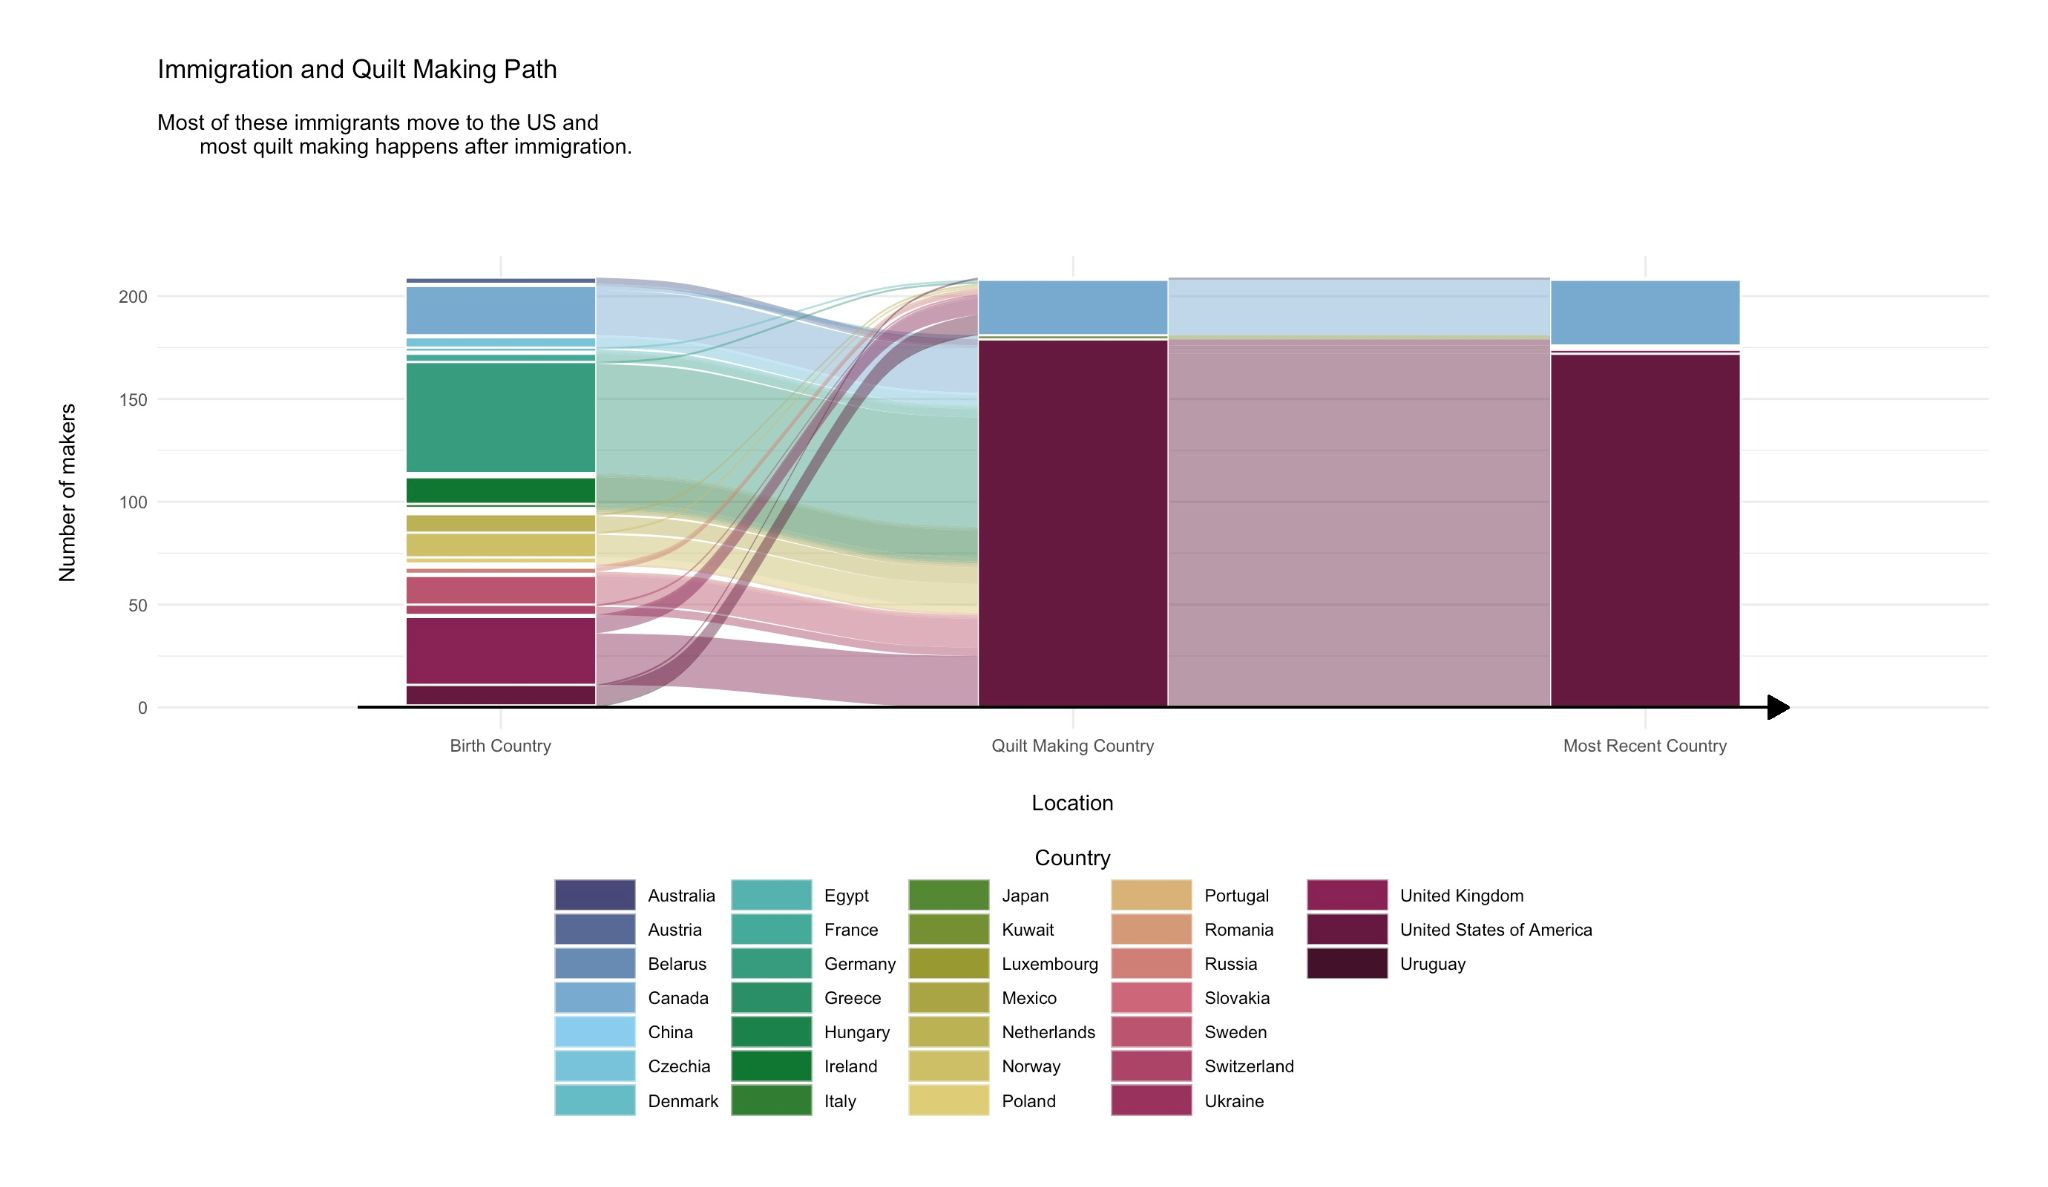 Immigration and Quilt Making Path
Most of these immigrants move to the US and
most quilt making happens after immigration.
Number of makers
200
150
100
50
0
Birth Country
Quilt Making Country
Most Recent Country
Location
Country
Australia
Austria
Belarus
Canada
China
Czechia
Denmark
Egypt
France
Germany
Greece
Hungary
Ireland
Italy
Japan
Kuwait
Luxembourg
Mexico
Netherlands
Norway
Poland
Portugal
Romania
Russia
Slovakia
Sweden
Switzerland
Ukraine
United Kingdom
United States of America
Uruguay